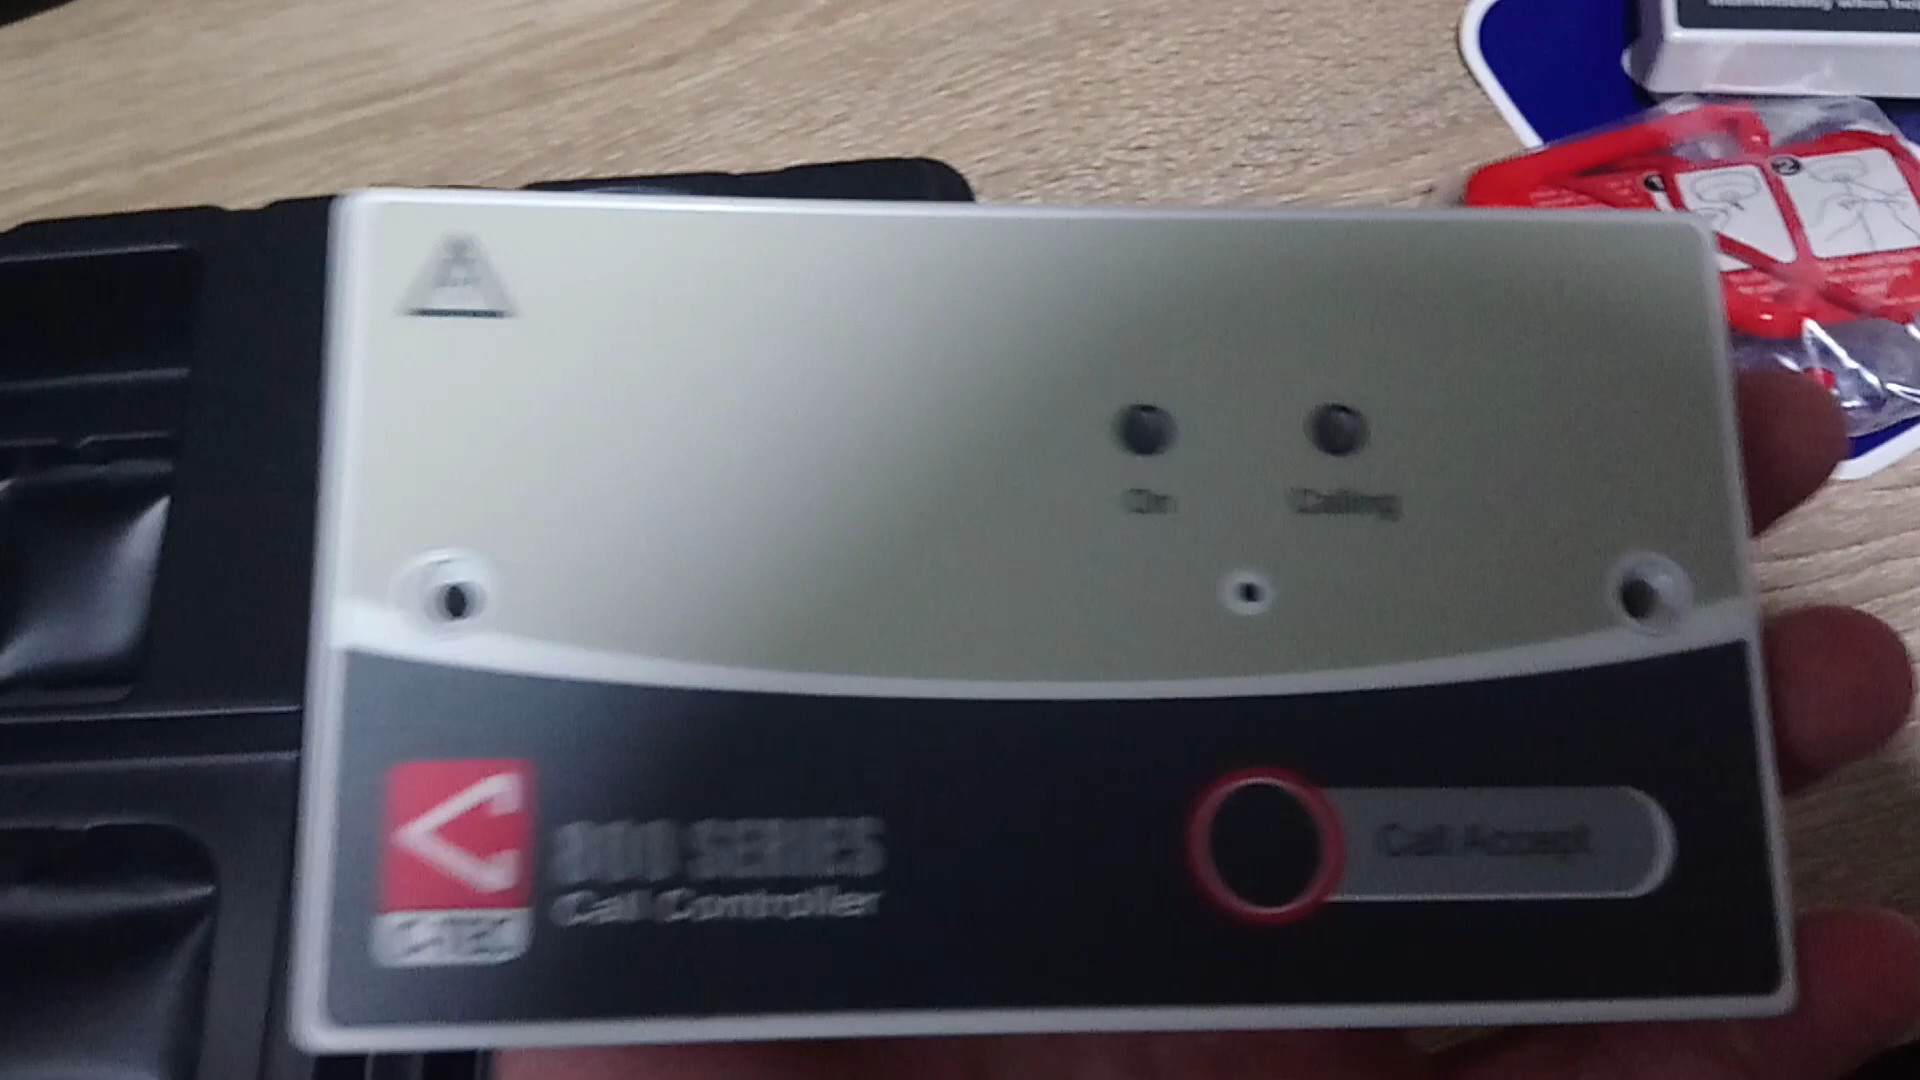 On
Calling
C-TEC
800 SERIES
Call Controller
Call Accept